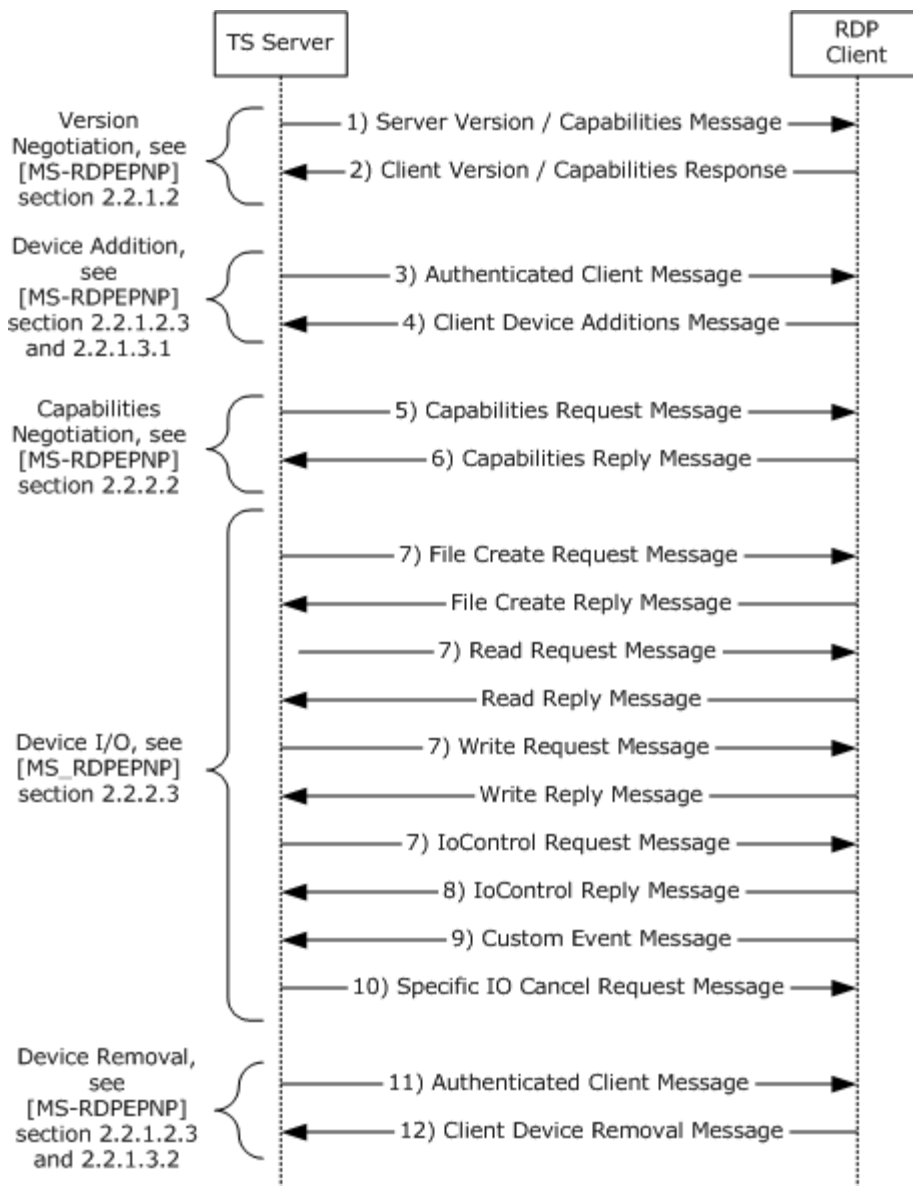 TS Server
RDP
Client
Version
Negotiation, see
[MS-RDPEPNP]
section 2.2.1.2
1) Server Version / Capabilities Message
2) Client Version / Capabilities Response
Device Addition,
see
[MS-RDPEPNP]
section 2.2.1.2.3
and 2.2.1.3.1
3) Authenticated Client Message
4) Client Device Additions Message
Capabilities
Negotiation, see
[MS-RDPEPNP]
section 2.2.2.2
5) Capabilities Request Message
6) Capabilities Reply Message
Device I/O, see
[MS_RDPEPNP]
section 2.2.2.3
7) File Create Request Message
File Create Reply Message
7) Read Request Message
Read Reply Message
7) Write Request Message
Write Reply Message
7) IoControl Request Message
8) IoControl Reply Message
9) Custom Event Message
10) Specific IO Cancel Request Message
Device Removal,
see
[MS-RDPEPNP]
section 2.2.1.2.3
and 2.2.1.3.2
11) Authenticated Client Message
12) Client Device Removal Message